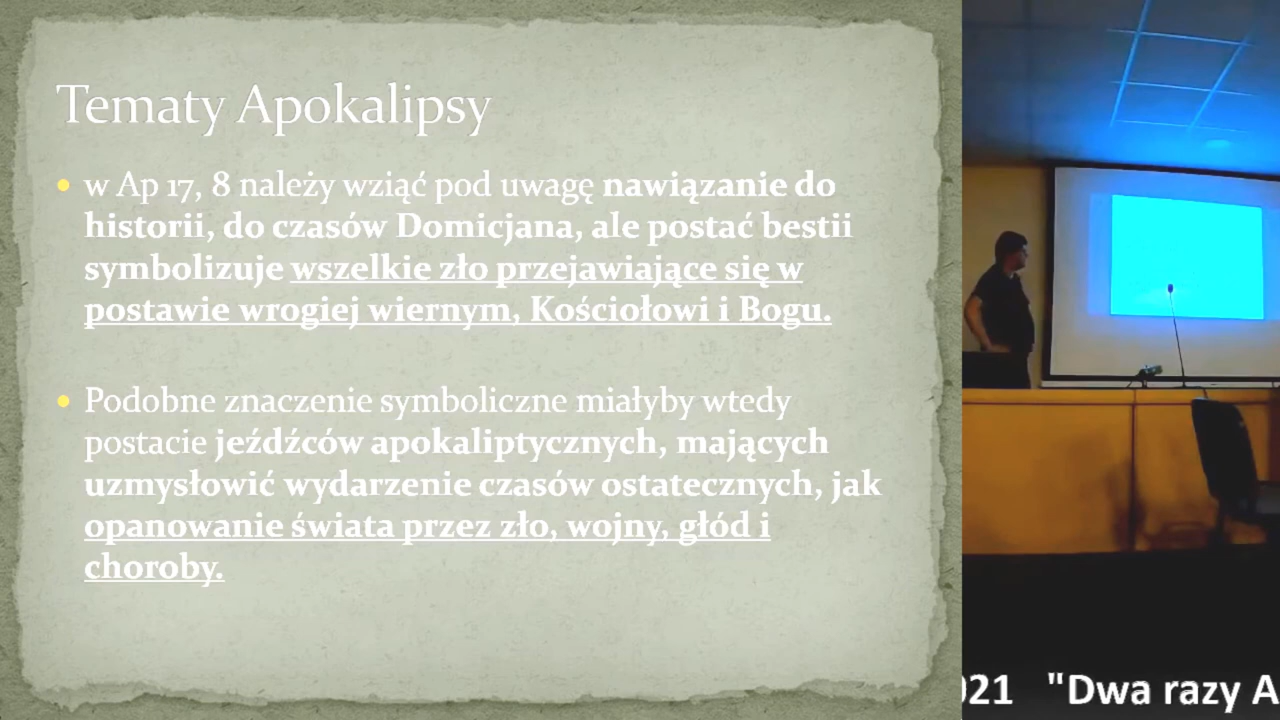 Tematy Apokalipsy
• w Ap 17, 8 należy wziąć pod uwagę nawiązanie do
historii, do czasów Domicjana, ale postać bestii
symbolizuje wszelkie zło przejawiające się w
postawie wrogiej wiernym, Kościołowi i Bogu.
• Podobne znaczenie symboliczne miałyby wtedy
postacie jeźdźców apokaliptycznych, mających
uzmysłowić wydarzenie czasów ostatecznych, jak
opanowanie świata przez zło, wojny, głód i
choroby.
021 "Dwa razy A